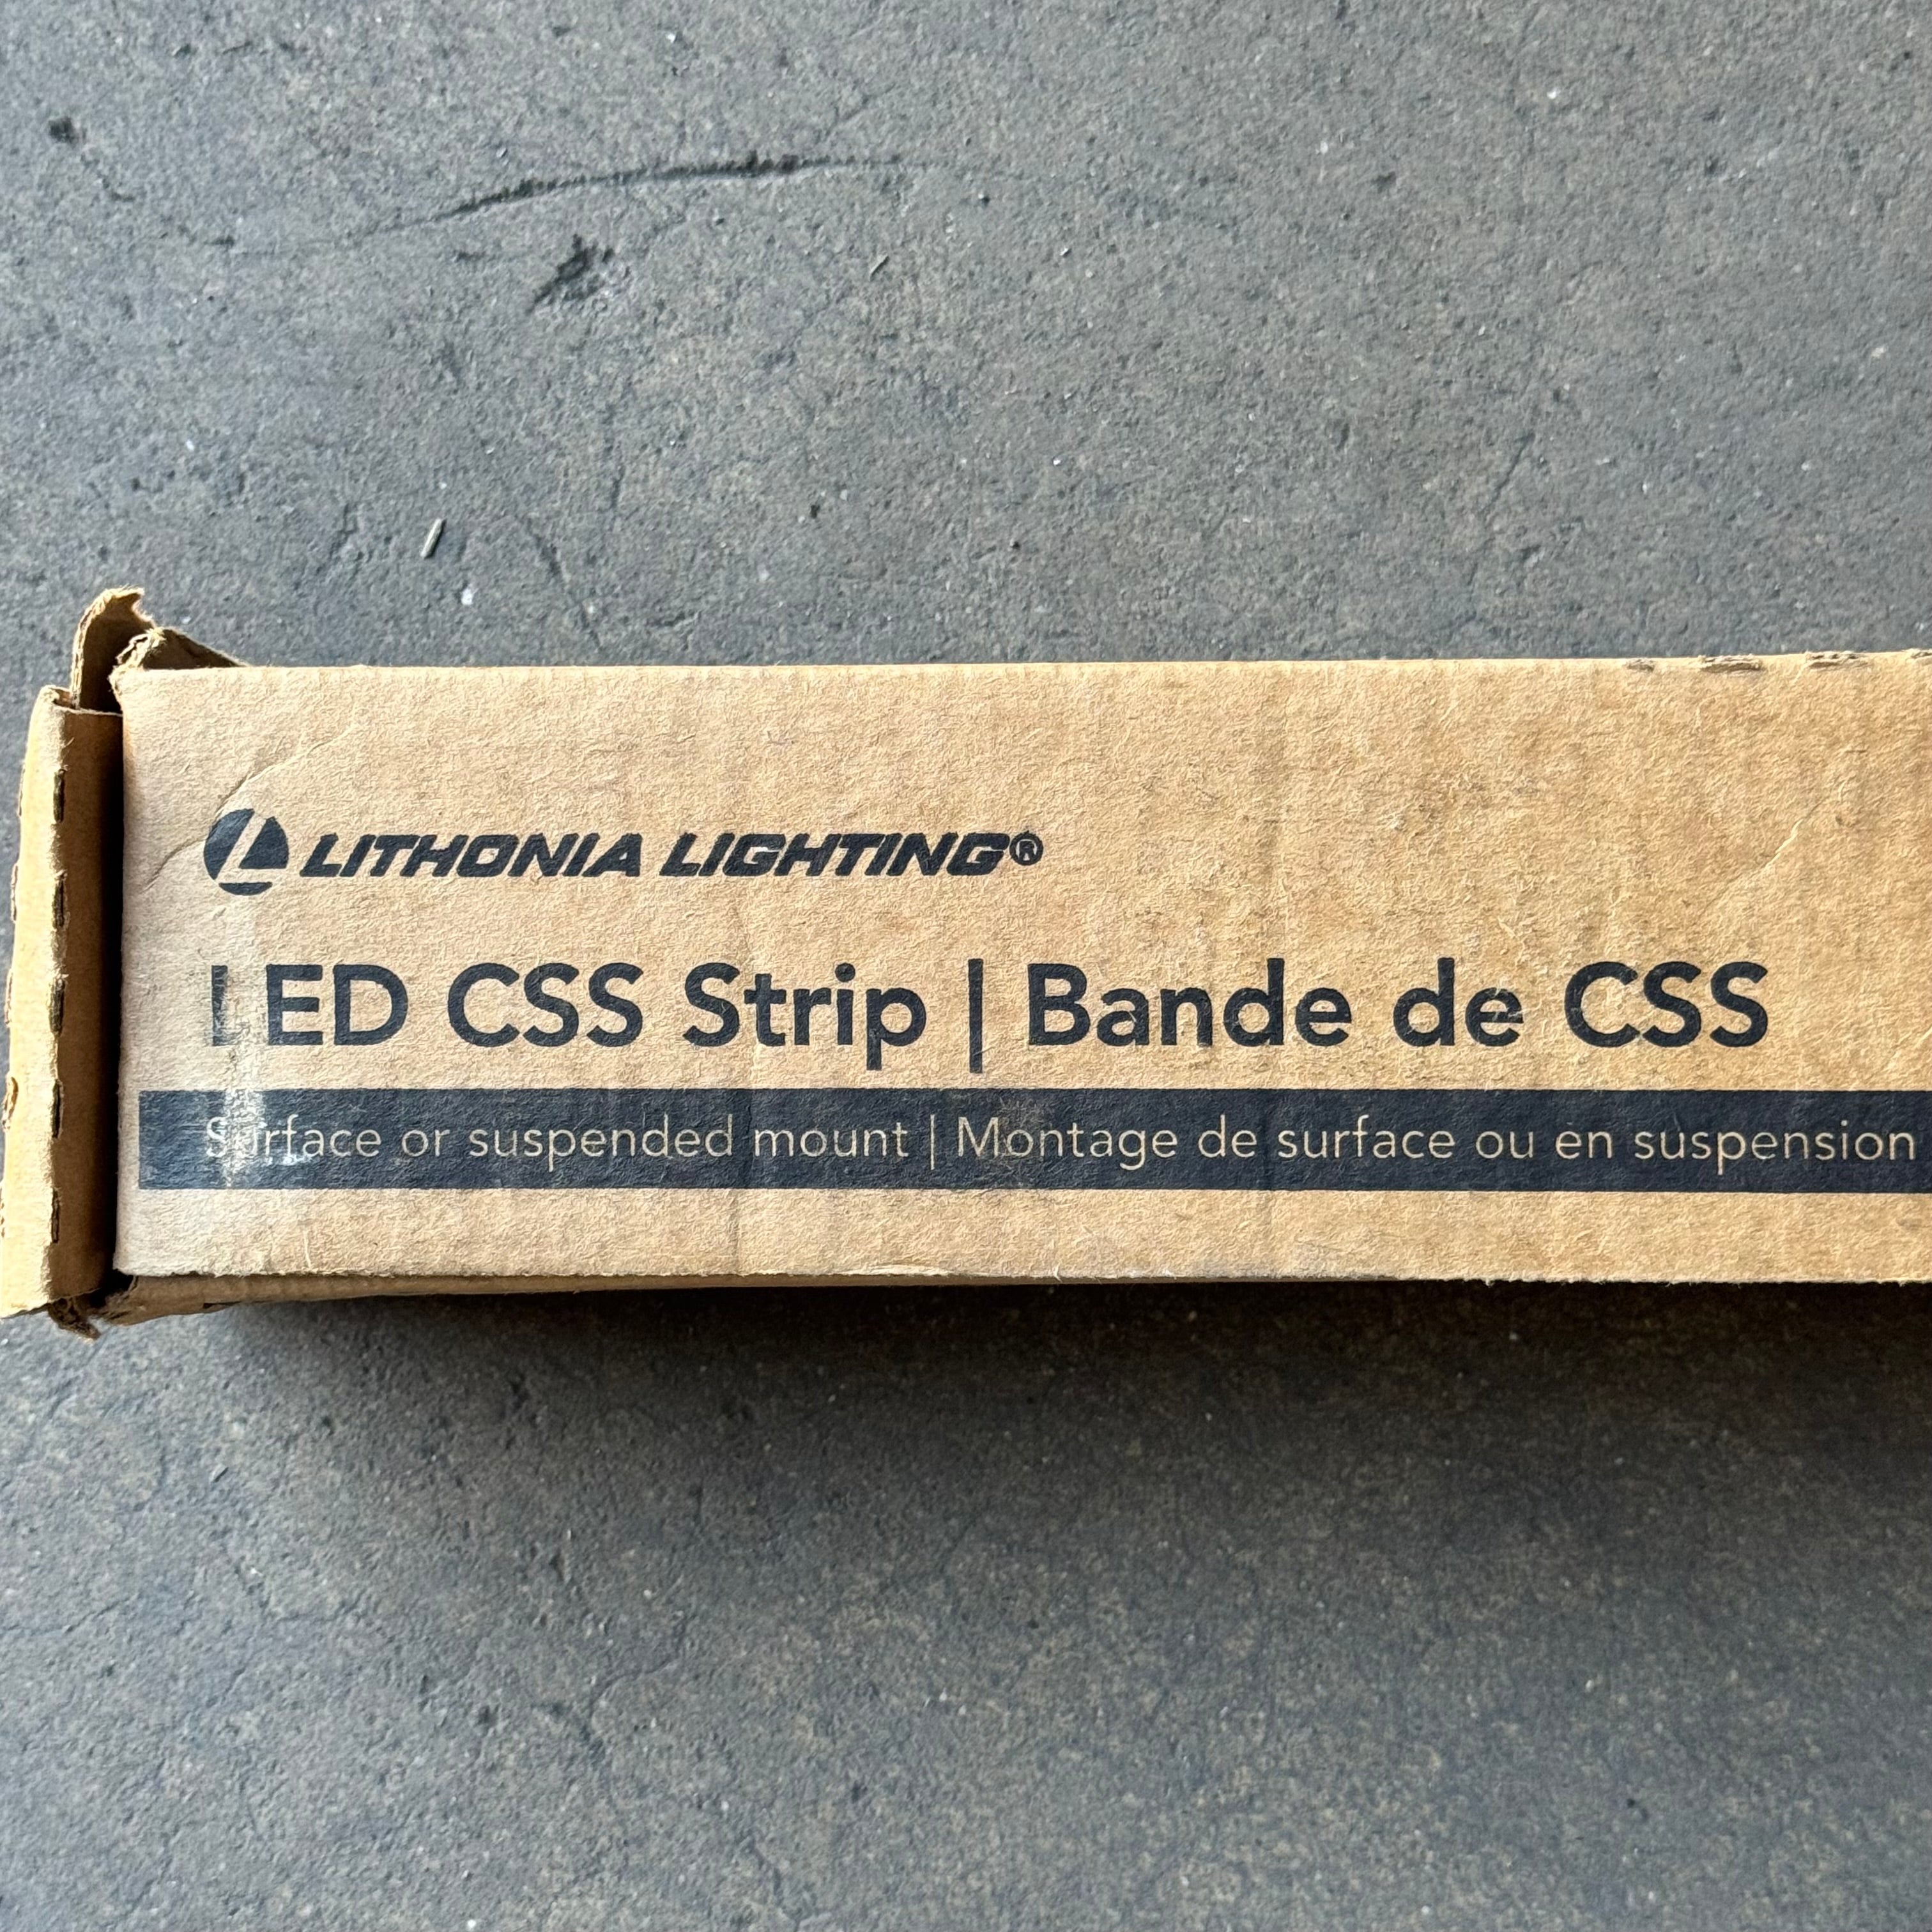 LITHONIA LIGHTING®
LED CSS Strip | Bande de CSS
Surface or suspended mount | Montage de surface ou en suspension